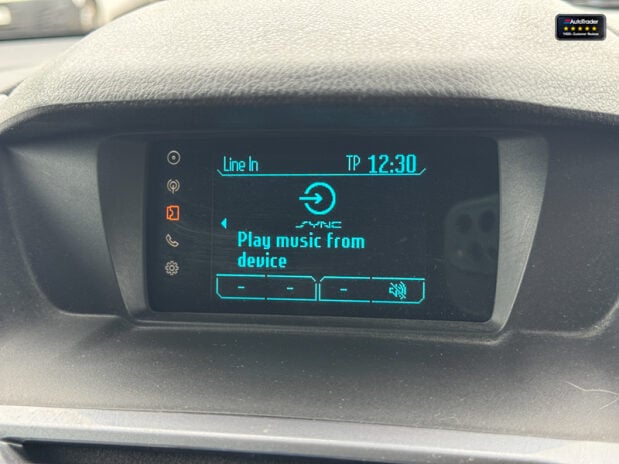 AutoTrader
Line In TP 12:30
SYNC
Play music from
device